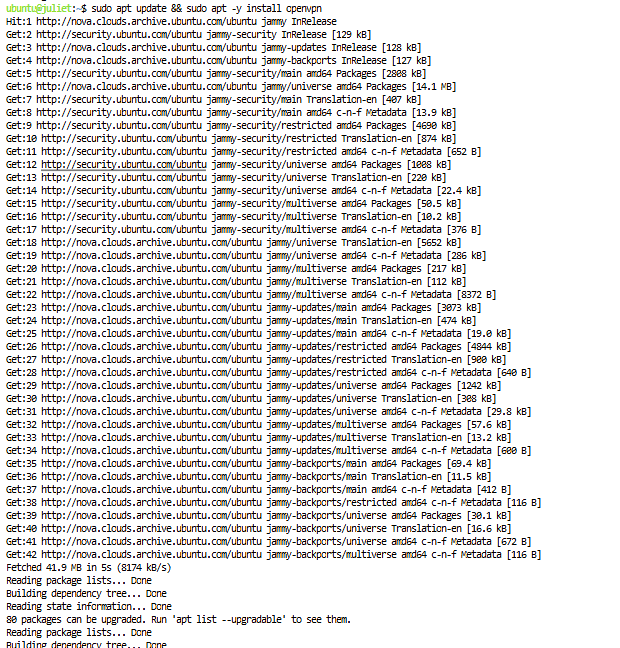 ubuntu@juliet:~$ sudo apt update && sudo apt -y install openvpn
Hit:1 http://nova.clouds.archive.ubuntu.com/ubuntu jammy InRelease
Get:2 http://security.ubuntu.com/ubuntu jammy-security InRelease [129 kB]
Get:3 http://nova.clouds.archive.ubuntu.com/ubuntu jammy-updates InRelease [128 kB]
Get:4 http://nova.clouds.archive.ubuntu.com/ubuntu jammy-backports InRelease [127 kB]
Get:5 http://security.ubuntu.com/ubuntu jammy-security/main amd64 Packages [2808 kB]
Get:6 http://nova.clouds.archive.ubuntu.com/ubuntu jammy/universe amd64 Packages [14.1 MB]
Get:7 http://security.ubuntu.com/ubuntu jammy-security/main Translation-en [407 kB]
Get:8 http://security.ubuntu.com/ubuntu jammy-security/main amd64 c-n-f Metadata [13.9 kB]
Get:9 http://security.ubuntu.com/ubuntu jammy-security/restricted amd64 Packages [4690 kB]
Get:10 http://security.ubuntu.com/ubuntu jammy-security/restricted Translation-en [874 kB]
Get:11 http://security.ubuntu.com/ubuntu jammy-security/restricted amd64 c-n-f Metadata [652 B]
Get:12 http://security.ubuntu.com/ubuntu jammy-security/universe amd64 Packages [1008 kB]
Get:13 http://security.ubuntu.com/ubuntu jammy-security/universe Translation-en [220 kB]
Get:14 http://security.ubuntu.com/ubuntu jammy-security/universe amd64 c-n-f Metadata [22.4 kB]
Get:15 http://security.ubuntu.com/ubuntu jammy-security/multiverse amd64 Packages [50.5 kB]
Get:16 http://security.ubuntu.com/ubuntu jammy-security/multiverse Translation-en [10.2 kB]
Get:17 http://security.ubuntu.com/ubuntu jammy-security/multiverse amd64 c-n-f Metadata [376 B]
Get:18 http://nova.clouds.archive.ubuntu.com/ubuntu jammy/universe Translation-en [5652 kB]
Get:19 http://nova.clouds.archive.ubuntu.com/ubuntu jammy/universe amd64 c-n-f Metadata [286 kB]
Get:20 http://nova.clouds.archive.ubuntu.com/ubuntu jammy/multiverse amd64 Packages [217 kB]
Get:21 http://nova.clouds.archive.ubuntu.com/ubuntu jammy/multiverse Translation-en [112 kB]
Get:22 http://nova.clouds.archive.ubuntu.com/ubuntu jammy/multiverse amd64 c-n-f Metadata [8372 B]
Get:23 http://nova.clouds.archive.ubuntu.com/ubuntu jammy-updates/main amd64 Packages [3073 kB]
Get:24 http://nova.clouds.archive.ubuntu.com/ubuntu jammy-updates/main Translation-en [474 kB]
Get:25 http://nova.clouds.archive.ubuntu.com/ubuntu jammy-updates/main amd64 c-n-f Metadata [19.0 kB]
Get:26 http://nova.clouds.archive.ubuntu.com/ubuntu jammy-updates/restricted amd64 Packages [4844 kB]
Get:27 http://nova.clouds.archive.ubuntu.com/ubuntu jammy-updates/restricted Translation-en [900 kB]
Get:28 http://nova.clouds.archive.ubuntu.com/ubuntu jammy-updates/restricted amd64 c-n-f Metadata [640 B]
Get:29 http://nova.clouds.archive.ubuntu.com/ubuntu jammy-updates/universe amd64 Packages [1242 kB]
Get:30 http://nova.clouds.archive.ubuntu.com/ubuntu jammy-updates/universe Translation-en [308 kB]
Get:31 http://nova.clouds.archive.ubuntu.com/ubuntu jammy-updates/universe amd64 c-n-f Metadata [29.8 kB]
Get:32 http://nova.clouds.archive.ubuntu.com/ubuntu jammy-updates/multiverse amd64 Packages [57.6 kB]
Get:33 http://nova.clouds.archive.ubuntu.com/ubuntu jammy-updates/multiverse Translation-en [13.2 kB]
Get:34 http://nova.clouds.archive.ubuntu.com/ubuntu jammy-updates/multiverse amd64 c-n-f Metadata [600 B]
Get:35 http://nova.clouds.archive.ubuntu.com/ubuntu jammy-backports/main amd64 Packages [69.4 kB]
Get:36 http://nova.clouds.archive.ubuntu.com/ubuntu jammy-backports/main Translation-en [11.5 kB]
Get:37 http://nova.clouds.archive.ubuntu.com/ubuntu jammy-backports/main amd64 c-n-f Metadata [412 B]
Get:38 http://nova.clouds.archive.ubuntu.com/ubuntu jammy-backports/restricted amd64 c-n-f Metadata [116 B]
Get:39 http://nova.clouds.archive.ubuntu.com/ubuntu jammy-backports/universe amd64 Packages [30.1 kB]
Get:40 http://nova.clouds.archive.ubuntu.com/ubuntu jammy-backports/universe Translation-en [16.6 kB]
Get:41 http://nova.clouds.archive.ubuntu.com/ubuntu jammy-backports/universe amd64 c-n-f Metadata [672 B]
Get:42 http://nova.clouds.archive.ubuntu.com/ubuntu jammy-backports/multiverse amd64 c-n-f Metadata [116 B]
Fetched 41.9 MB in 5s (8174 kB/s)
Reading package lists... Done
Building dependency tree... Done
Reading state information... Done
80 packages can be upgraded. Run 'apt list --upgradable' to see them.
Reading package lists... Done
Building dependency tree... Done